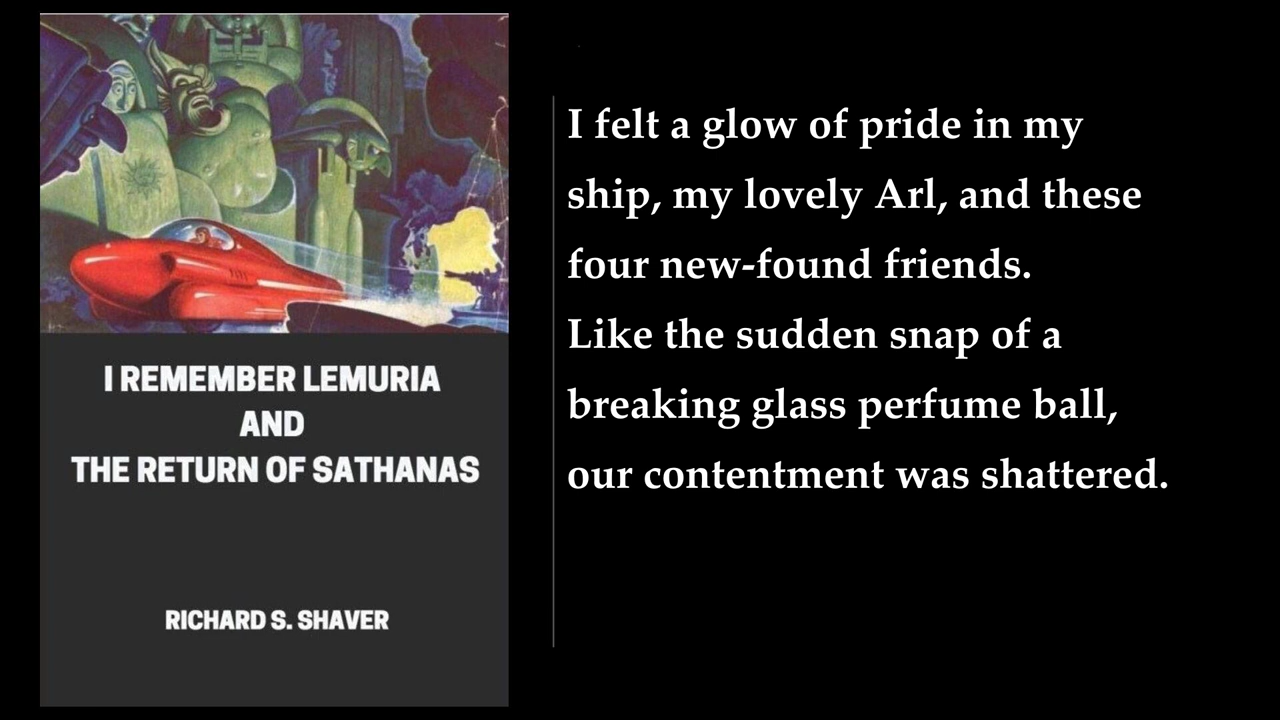 I REMEMBER LEMURIA
AND
THE RETURN OF SATHANAS
RICHARD S. SHAVER
I felt a glow of pride in my
ship, my lovely Arl, and these
four new-found friends.
Like the sudden snap of a
breaking glass perfume ball,
our contentment was shattered.